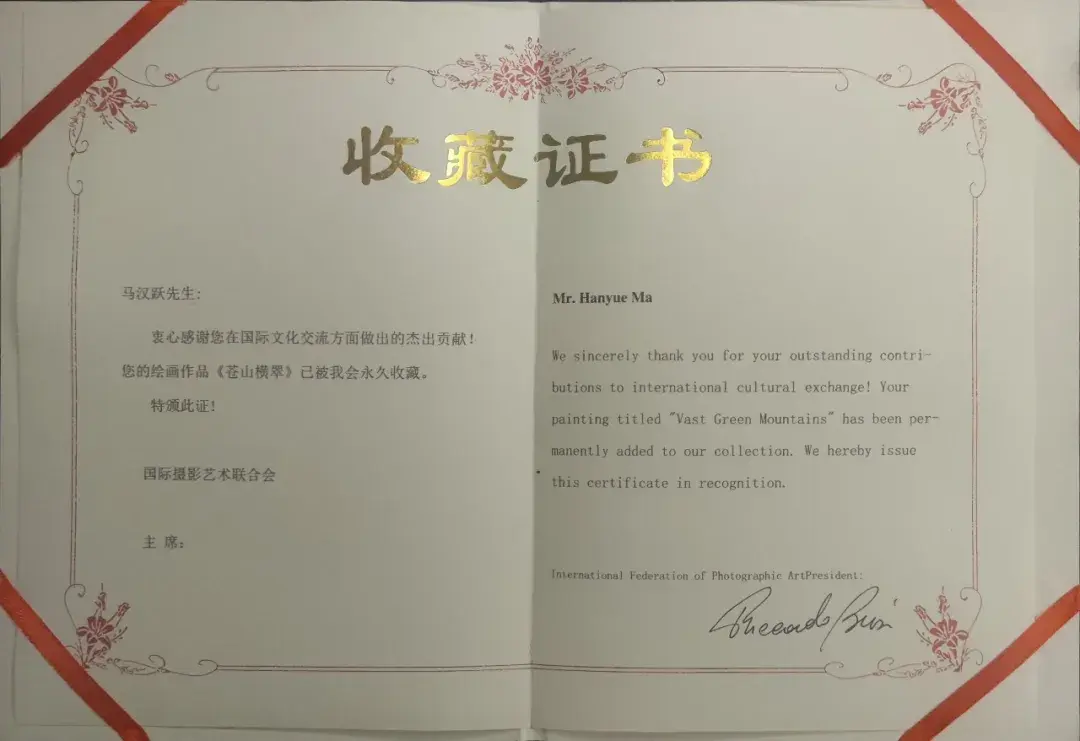 收藏证书
马汉跃先生:
衷心感谢您在国际文化交流方面做出的杰出贡献!
您的绘画作品《苍山横翠》已被我会永久收藏。
特颁此证!
国际摄影艺术联合会
主 席:
Mr. Hanyue Ma
We sincerely thank you for your outstanding contri-
butions to international cultural exchange! Your
painting titled "Vast Green Mountains" has been per-
manently added to our collection. We hereby issue
this certificate in recognition.
International Federation of Photographic ArtPresident: